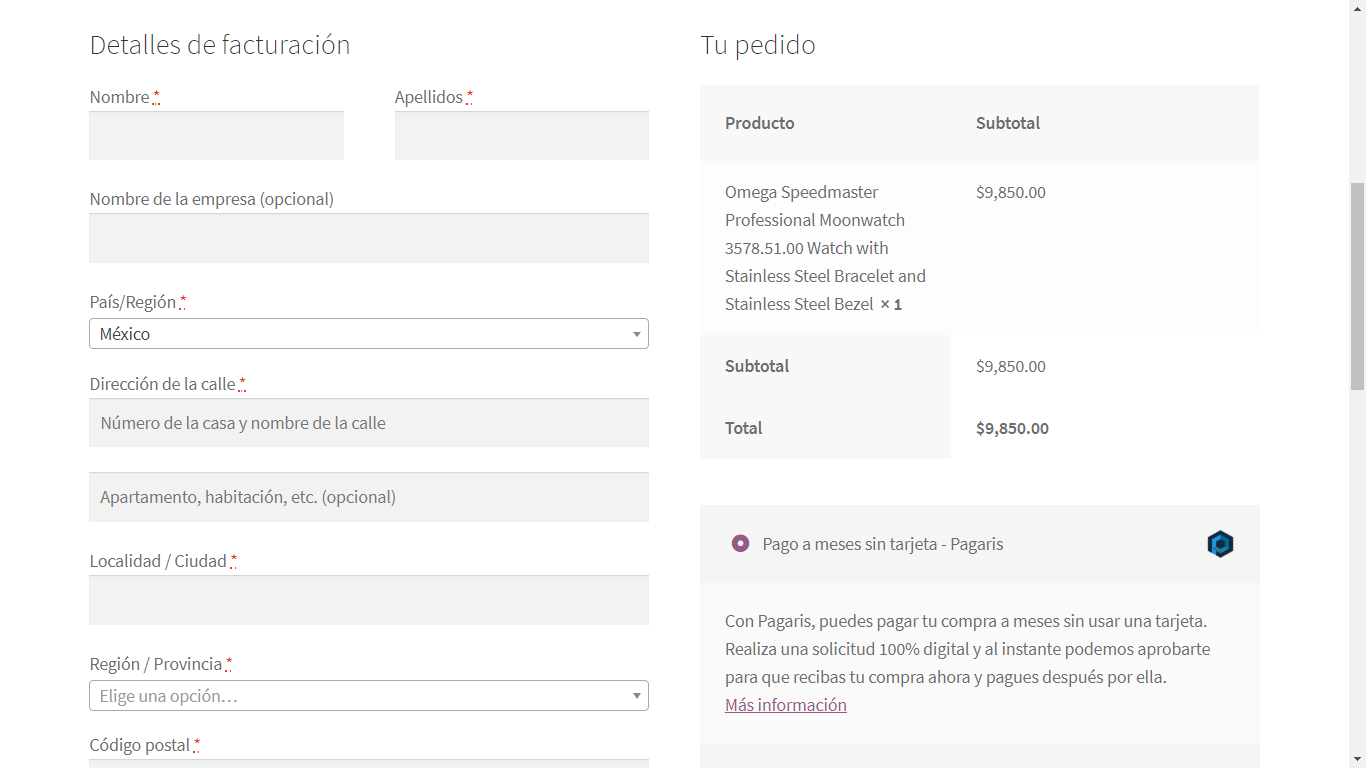 Detalles de facturación
Nombre *
Apellidos *
Nombre de la empresa (opcional)
País/Región *
México
Dirección de la calle *
Número de la casa y nombre de la calle
Apartamento, habitación, etc. (opcional)
Localidad / Ciudad *
Región / Provincia *
Elige una opción…
Código postal *
Tu pedido
Producto
Subtotal
Omega Speedmaster
Professional Moonwatch
3578.51.00 Watch with
Stainless Steel Bracelet and
Stainless Steel Bezel × 1
$9,850.00
Subtotal
$9,850.00
Total
$9,850.00
Pago a meses sin tarjeta - Pagaris
Con Pagaris, puedes pagar tu compra a meses sin usar una tarjeta.
Realiza una solicitud 100% digital y al instante podemos aprobarte
para que recibas tu compra ahora y pagues después por ella.
Más información